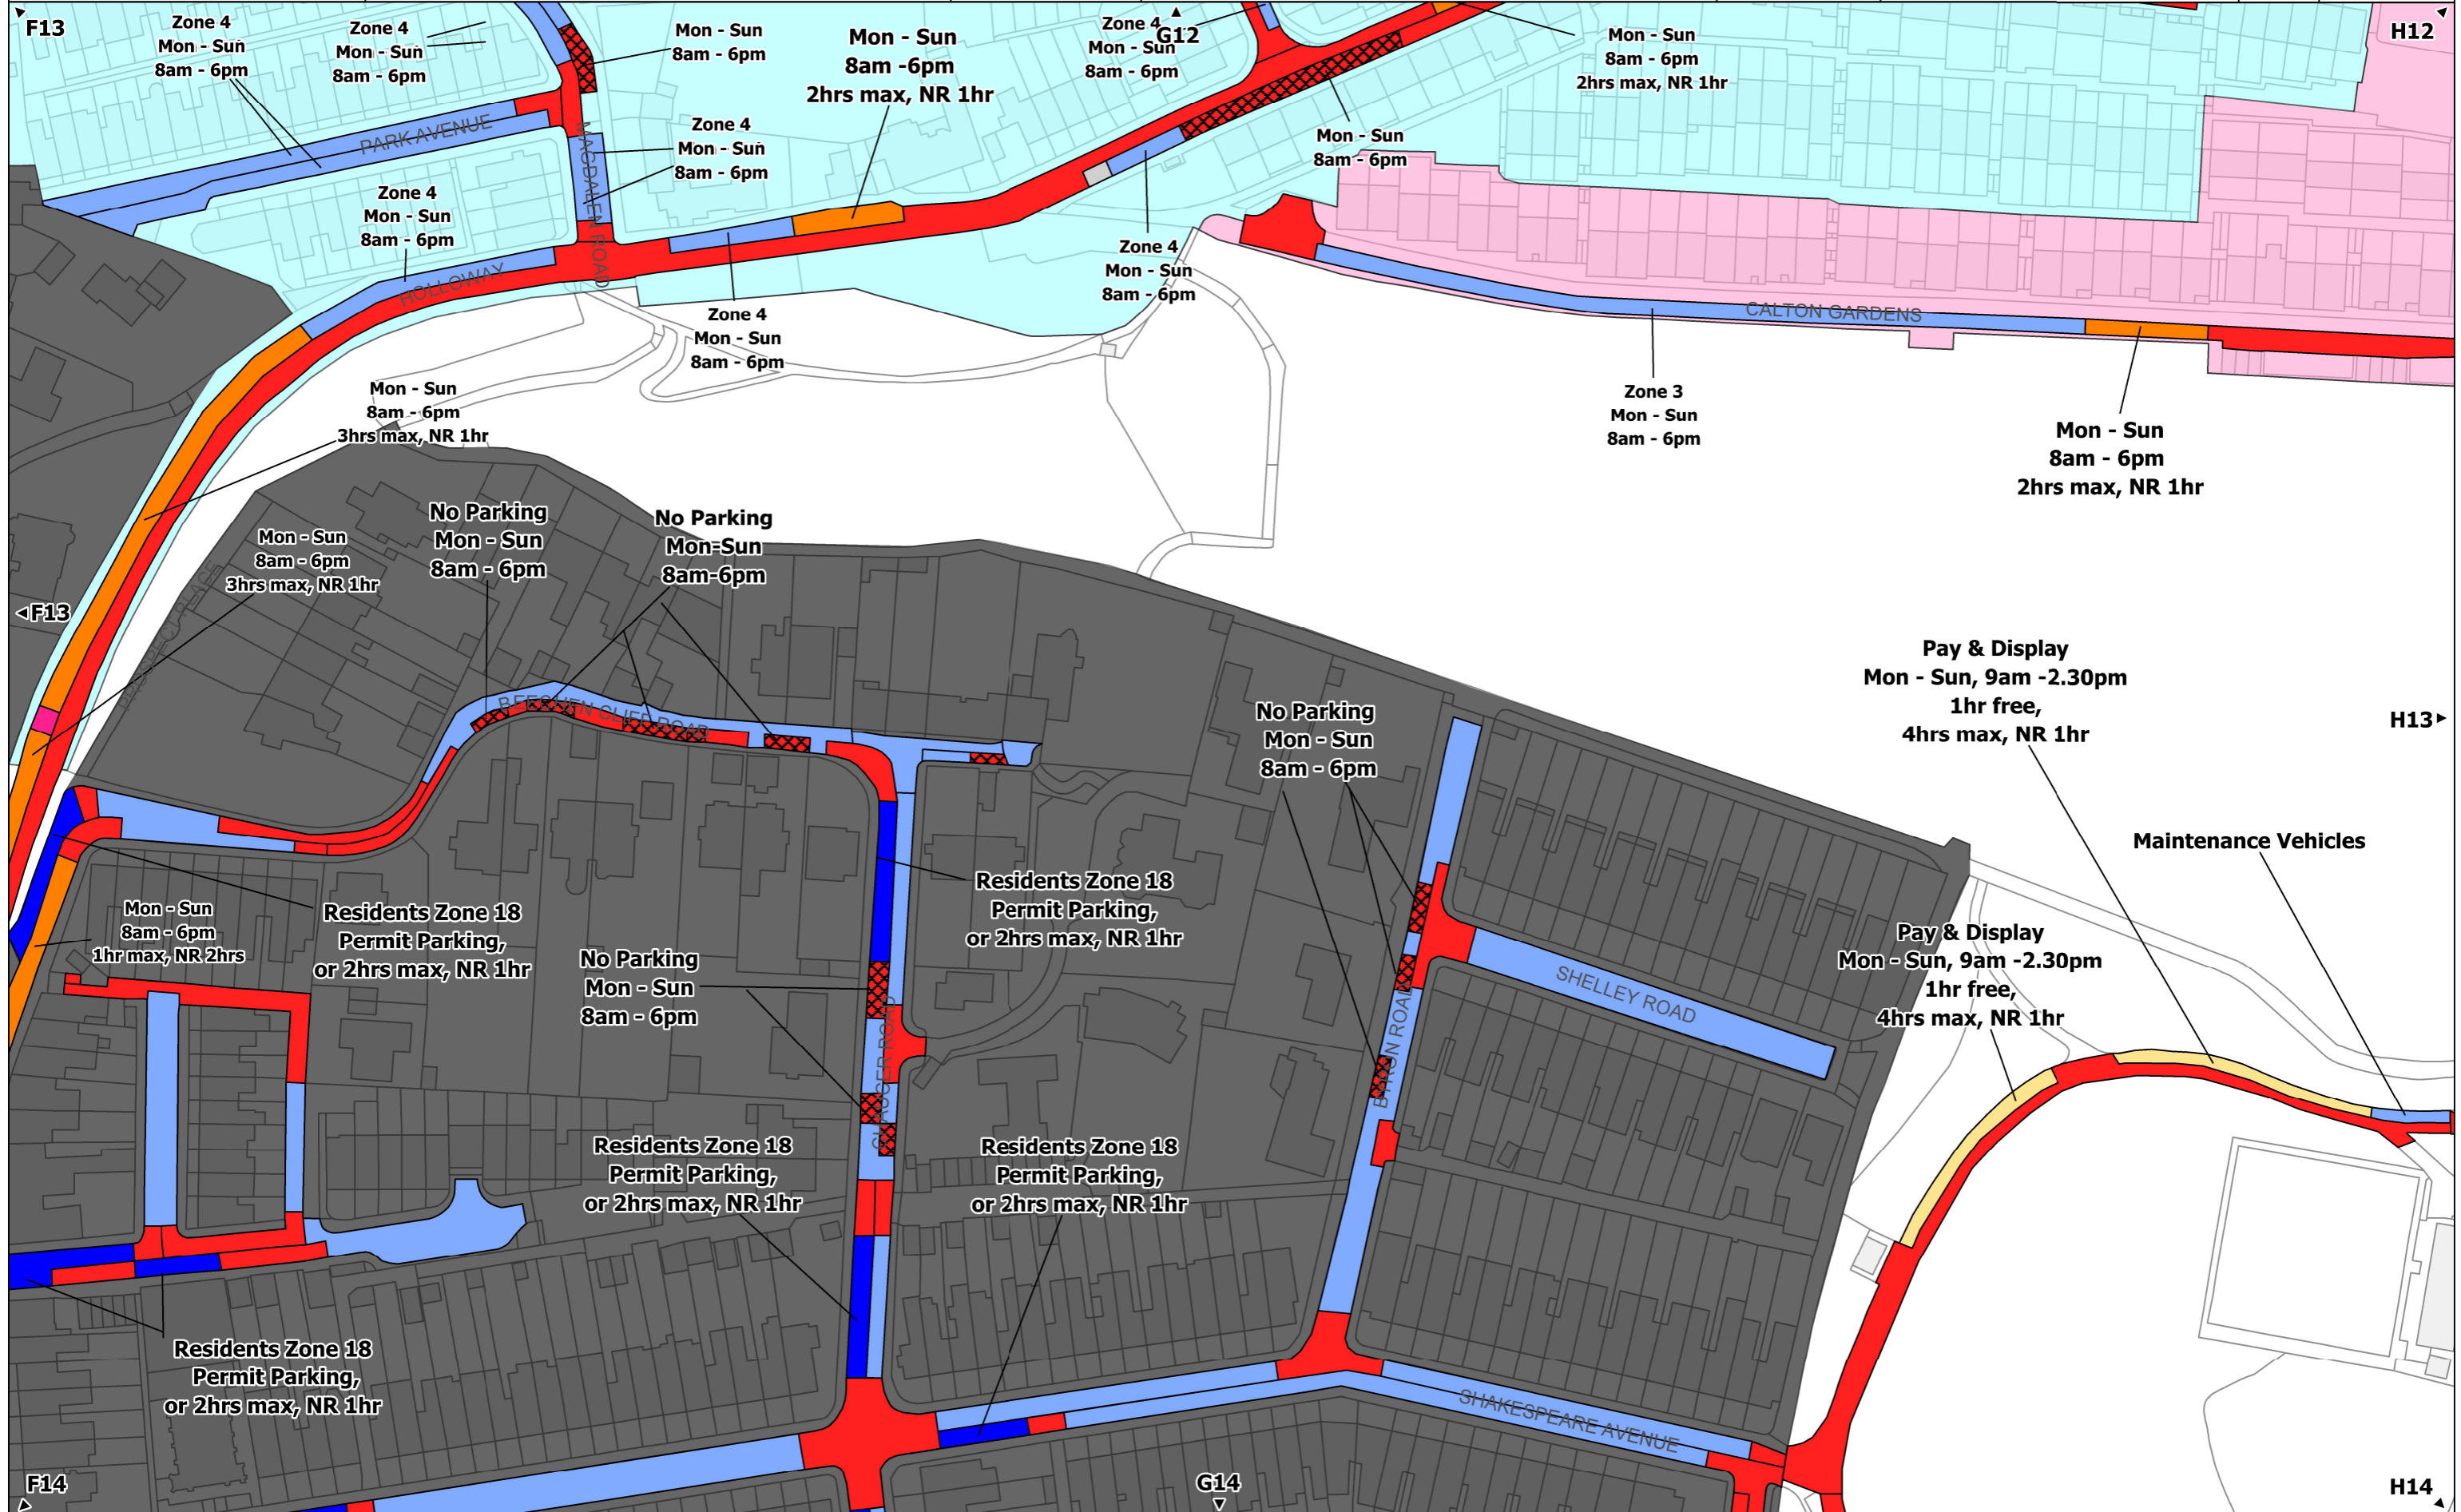 F13
Zone 4
Mon - Sun
8am - 6pm
Zone 4
Mon - Sun
8am - 6pm
Mon - Sun
8am - 6pm
Mon - Sun
8am -6pm
2hrs max, NR 1hr
Zone 4
Mon - Sun
8am - 6pm
G12
Mon - Sun
8am - 6pm
2hrs max, NR 1hr
H12
PARK AVENUE
MAGDALEN ROAD
Zone 4
Mon - Sun
8am - 6pm
Mon - Sun
8am - 6pm
Zone 4
Mon - Sun
8am - 6pm
HOLLOWAY
Zone 4
Mon - Sun
8am - 6pm
Zone 4
Mon - Sun
8am - 6pm
CALTON GARDENS
Zone 3
Mon - Sun
8am - 6pm
Mon - Sun
8am - 6pm
2hrs max, NR 1hr
Mon - Sun
8am - 6pm
3hrs max, NR 1hr
Mon - Sun
8am - 6pm
3hrs max, NR 1hr
No Parking
Mon - Sun
8am - 6pm
No Parking
Mon-Sun
8am-6pm
F13
PLACE
BEECHEN CLIFF ROAD
No Parking
Mon - Sun
8am - 6pm
Pay & Display
Mon - Sun, 9am -2.30pm
1hr free,
4hrs max, NR 1hr
H13
Maintenance Vehicles
Mon - Sun
8am - 6pm
1hr max, NR 2hrs
Residents Zone 18
Permit Parking,
or 2hrs max, NR 1hr
No Parking
Mon - Sun
8am - 6pm
Residents Zone 18
Permit Parking,
or 2hrs max, NR 1hr
CHAUCER ROAD
BYRON ROAD
SHELLEY ROAD
Pay & Display
Mon - Sun, 9am -2.30pm
1hr free,
4hrs max, NR 1hr
Residents Zone 18
Permit Parking,
or 2hrs max, NR 1hr
Residents Zone 18
Permit Parking,
or 2hrs max, NR 1hr
Residents Zone 18
Permit Parking,
or 2hrs max, NR 1hr
SHAKESPEARE AVENUE
F14
G14
H14